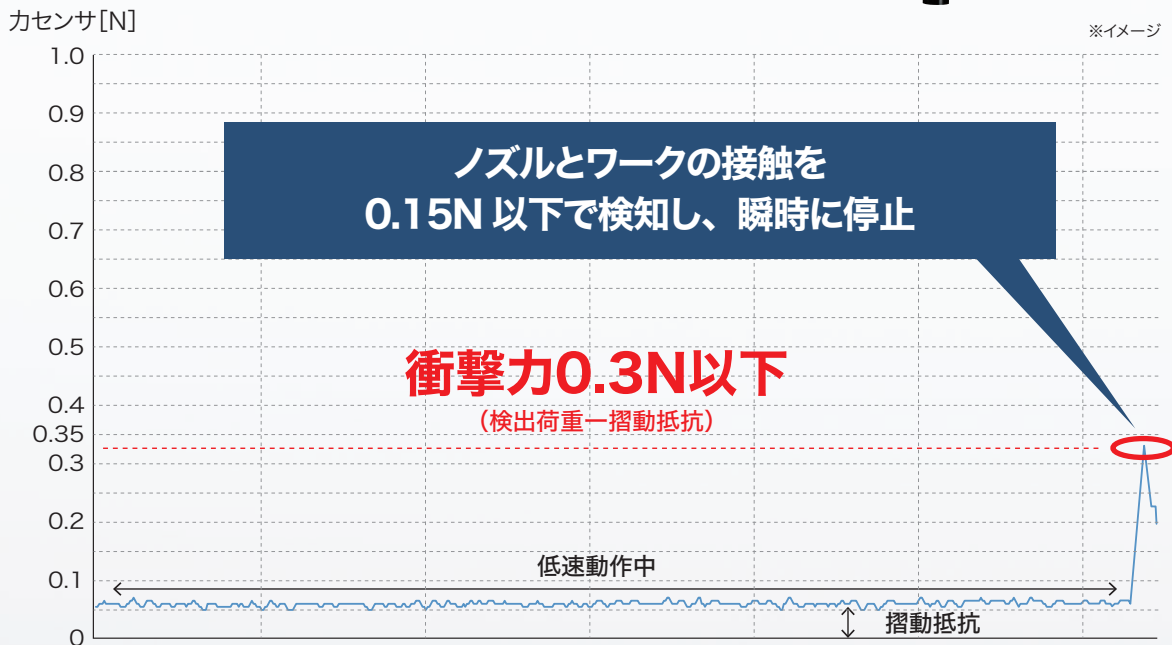 力センサ[N]
※イメージ
1.0
0.9
0.8
0.7
0.6
0.5
0.4
0.35
0.3
0.2
0.1
0
ノズルとワークの接触を
0.15N 以下で検知し、瞬時に停止
衝撃力0.3N以下
（検出荷重ー摺動抵抗）
低速動作中
摺動抵抗